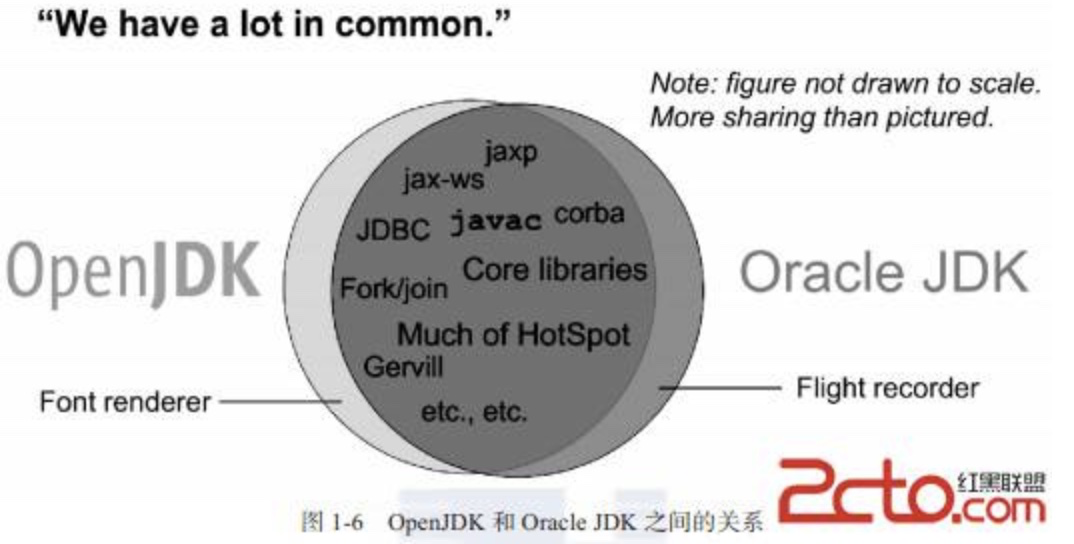 “We have a lot in common.”
Note: figure not drawn to scale.
More sharing than pictured.
jaxp
jax-ws
JDBC javac corba
OpenJDK
Core libraries
Oracle JDK
Fork/join
Much of HotSpot
Gervill
Font renderer
Flight recorder
etc., etc.
2cto.com
红黑联盟
图 1-6 OpenJDK 和 Oracle JDK 之间的关系